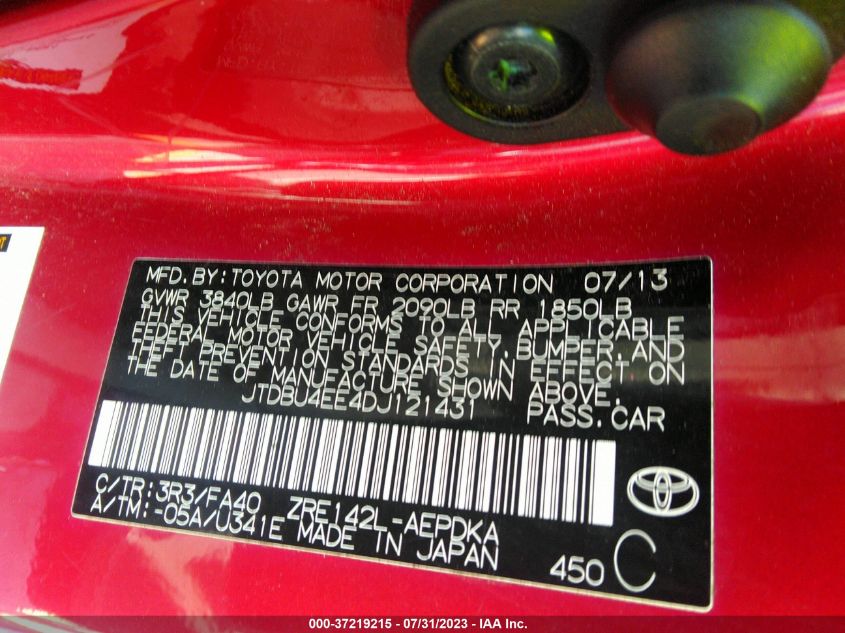 MFD.BY:TOYOTA MOTOR CORPORATION 07/13
GVWR 3840LB GAWR FR 2090LB RR 1850LB
THIS VEHICLE CONFORMS TO ALL APPLICABLE
FEDERAL MOTOR VEHICLE SAFETY,BUMPER,AND
THEFT PREVENTION STANDARDS IN EFFECT ON
THE DATE OF MANUFACTURE SHOWN ABOVE.
JTDBU4EE4DJ121431 PASS.CAR
C/TR:3R3/FA40 ZRE142L-AEPDKA
A/TM:-05A/U341E MADE IN JAPAN
450 C
000-37219215 - 07/31/2023 - IAA Inc.